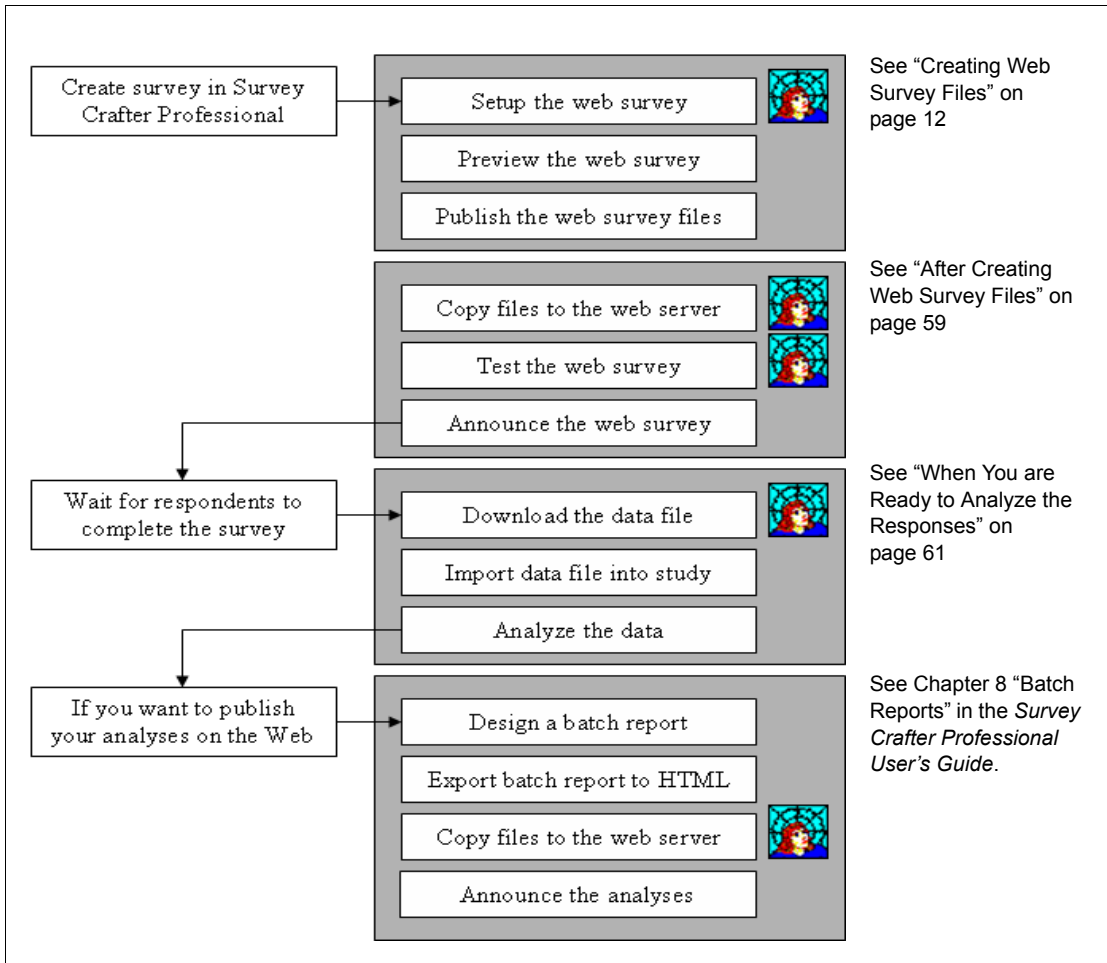 Create survey in Survey
Crafter Professional
Setup the web survey
Preview the web survey
Publish the web survey files
See “Creating Web
Survey Files” on
page 12
Copy files to the web server
Test the web survey
Announce the web survey
See “After Creating
Web Survey Files” on
page 59
Wait for respondents to
complete the survey
Download the data file
Import data file into study
Analyze the data
See “When You are
Ready to Analyze the
Responses” on
page 61
If you want to publish
your analyses on the Web
Design a batch report
Export batch report to HTML
Copy files to the web server
Announce the analyses
See Chapter 8 “Batch
Reports” in the Survey
Crafter Professional
User’s Guide.